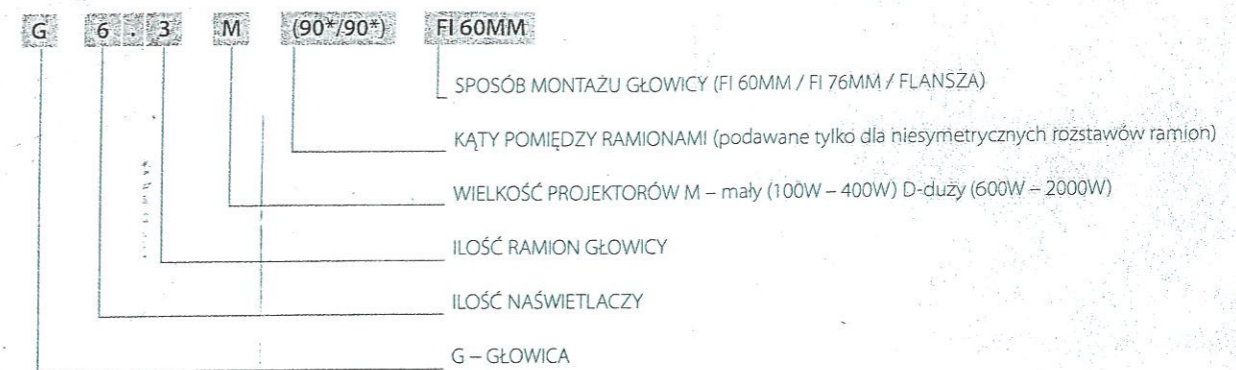 G 6 . 3 M (90*/90*) FI 60MM
SPOSÓB MONTAŻU GŁOWICY (FI 60MM / FI 76MM / FLANSZA)
KĄTY POMIĘDZY RAMIONAMI (podawane tylko dla niesymetrycznych rozstawów ramion)
WIELKOŚĆ PROJEKTORÓW M – mały (100W – 400W) D-duży (600W – 2000W)
ILOŚĆ RAMION GŁOWICY
ILOŚĆ NAŚWIETLACZY
G – GŁOWICA